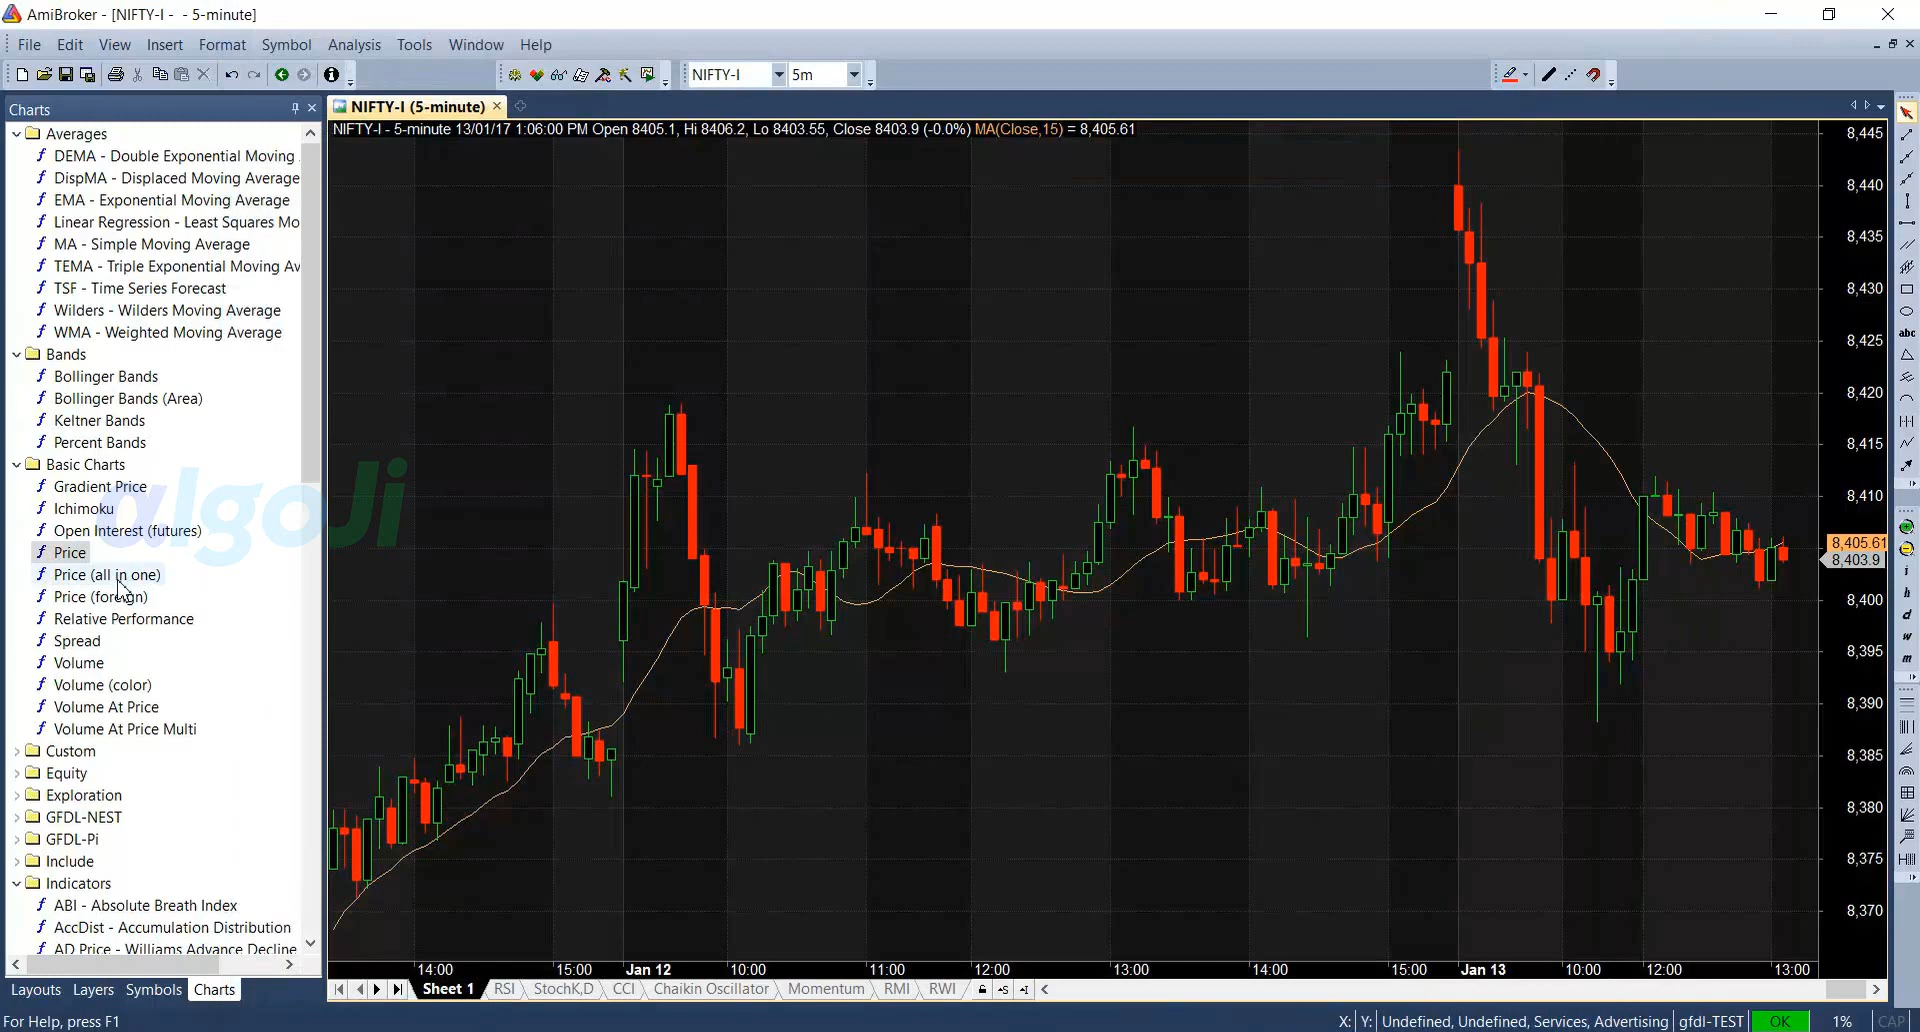 AmiBroker - [NIFTY-I - - 5-minute]
File Edit View Insert Format Symbol Analysis Tools Window Help
NIFTY-I 5m
Charts
NIFTY-I (5-minute)
NIFTY-I - 5-minute 13/01/17 1:06:00 PM Open 8405.1, Hi 8406.2, Lo 8403.55, Close 8403.9 (-0.0%) MA(Close,15) = 8,405.61
Averages
DEMA - Double Exponential Moving
DispMA - Displaced Moving Average
EMA - Exponential Moving Average
Linear Regression - Least Squares Mo
MA - Simple Moving Average
TEMA - Triple Exponential Moving Av
TSF - Time Series Forecast
Wilders - Wilders Moving Average
WMA - Weighted Moving Average
Bands
Bollinger Bands
Bollinger Bands (Area)
Keltner Bands
Percent Bands
Basic Charts
Gradient Price
Ichimoku
Open Interest (futures)
Price
Price (all in one)
Price (foreign)
Relative Performance
Spread
Volume
Volume (color)
Volume At Price
Volume At Price Multi
Custom
Equity
Exploration
GFDL-NEST
GFDL-Pi
Include
Indicators
ABI - Absolute Breath Index
AccDist - Accumulation Distribution
AD Price - Williams Advance Decline
algoJi
8,445
8,440
8,435
8,430
8,425
8,420
8,415
8,410
8,405.61
8,403.9
8,400
8,395
8,390
8,385
8,380
8,375
8,370
abc
i
h
d
w
m
14:00 15:00 Jan 12 10:00 11:00 12:00 13:00 14:00 15:00 Jan 13 10:00 12:00 13:00
Layouts Layers Symbols Charts
Sheet 1 RSI StochK,D CCI Chaikin Oscillator Momentum RMI RWI
For Help, press F1
X: Y: Undefined, Undefined, Services, Advertising gfdl-TEST OK 1% CAP